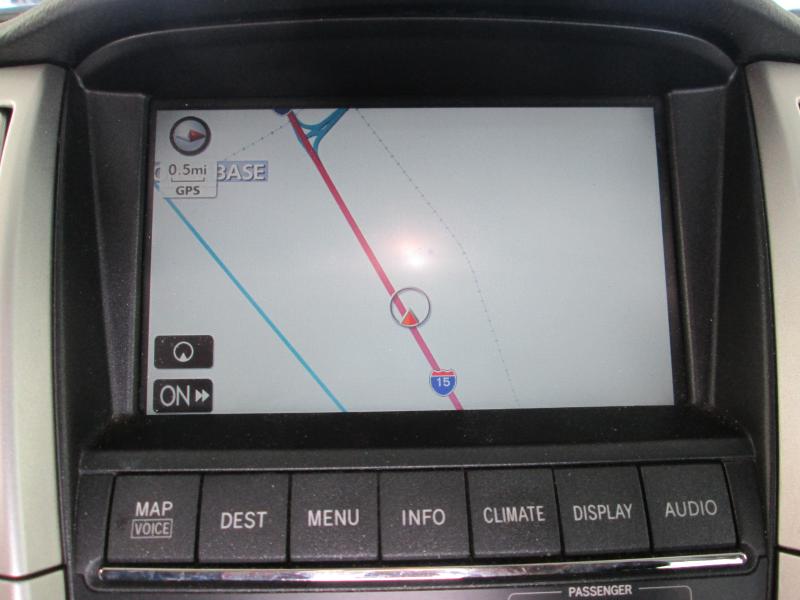 0.5mi
GPS
BASE
15
ON
MAP
VOICE
DEST
MENU
INFO
CLIMATE
DISPLAY
AUDIO
PASSENGER